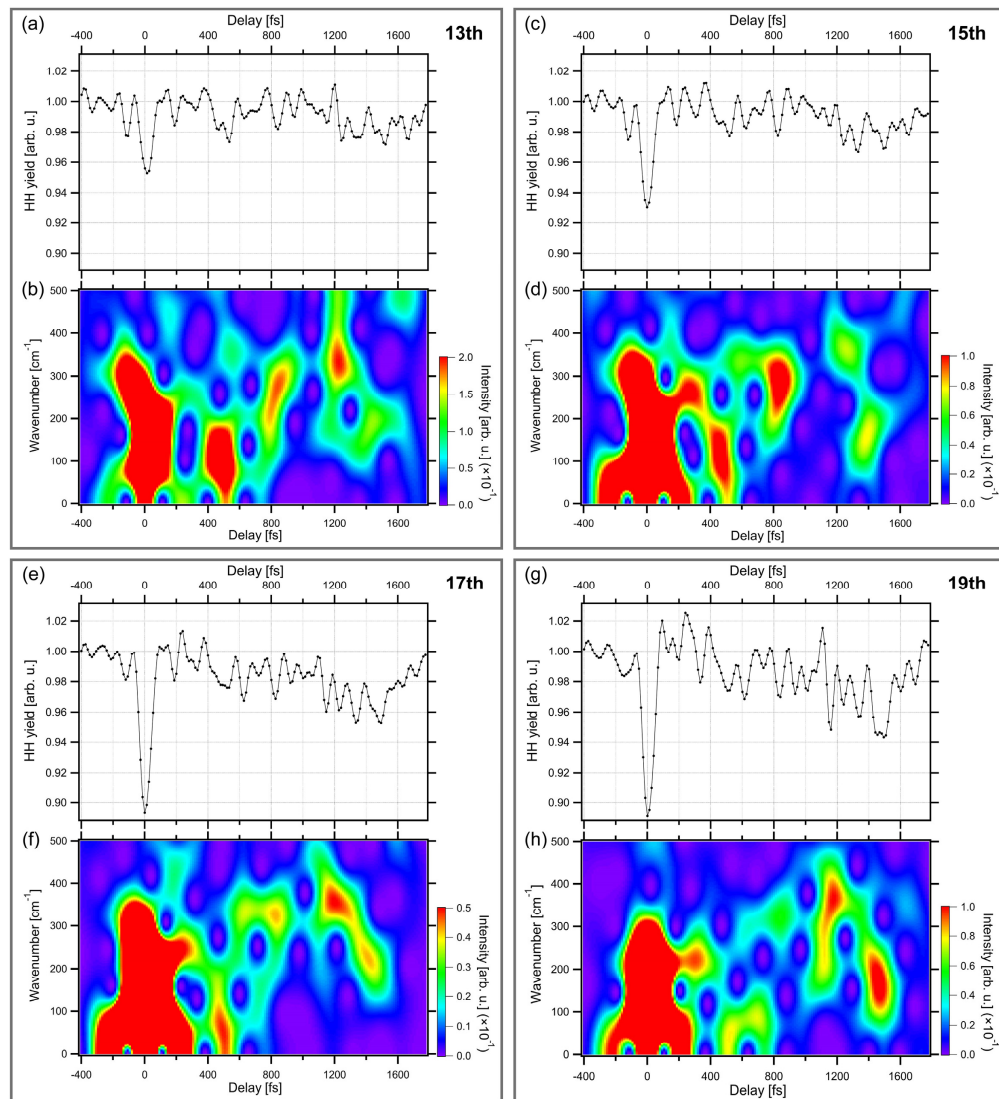 (a) Delay [fs] 13th
-400 0 400 800 1200 1600
HH yield [arb. u.]
1.02
1.00
0.98
0.96
0.94
0.92
0.90
(b)
Wavenumber [cm⁻¹]
500
400
300
200
100
0
2.0
1.5
1.0
0.5
0.0
Intensity [arb. u.] (×10⁻¹)
-400 0 400 800 1200 1600
Delay [fs]
(c) Delay [fs] 15th
-400 0 400 800 1200 1600
HH yield [arb. u.]
1.02
1.00
0.98
0.96
0.94
0.92
0.90
(d)
Wavenumber [cm⁻¹]
500
400
300
200
100
0
1.0
0.8
0.6
0.4
0.2
0.0
Intensity [arb. u.] (×10⁻¹)
-400 0 400 800 1200 1600
Delay [fs]
(e) Delay [fs] 17th
-400 0 400 800 1200 1600
HH yield [arb. u.]
1.02
1.00
0.98
0.96
0.94
0.92
0.90
(f)
Wavenumber [cm⁻¹]
500
400
300
200
100
0
0.5
0.4
0.3
0.2
0.1
0.0
Intensity [arb. u.] (×10⁻¹)
-400 0 400 800 1200 1600
Delay [fs]
(g) Delay [fs] 19th
-400 0 400 800 1200 1600
HH yield [arb. u.]
1.02
1.00
0.98
0.96
0.94
0.92
0.90
(h)
Wavenumber [cm⁻¹]
500
400
300
200
100
0
1.0
0.8
0.6
0.4
0.2
0.0
Intensity [arb. u.] (×10⁻¹)
-400 0 400 800 1200 1600
Delay [fs]